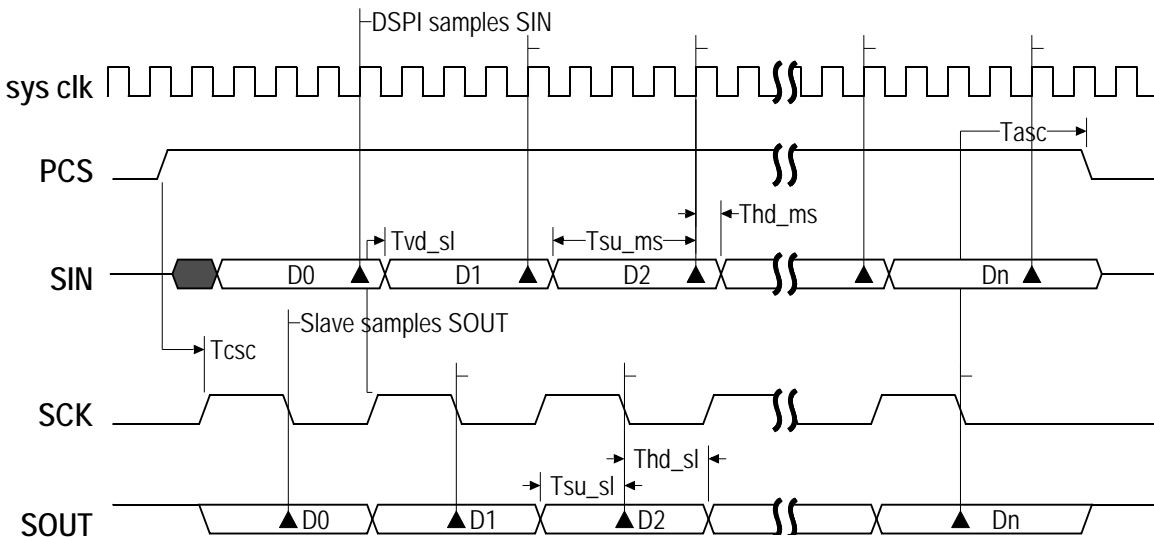 DSPI samples SIN
sys clk
Tasc
PCS
Thd_ms
Tvd_sl
Tsu_ms
SIN
D0
D1
D2
Dn
Slave samples SOUT
Tcsc
SCK
Thd_sl
Tsu_sl
SOUT
D0
D1
D2
Dn